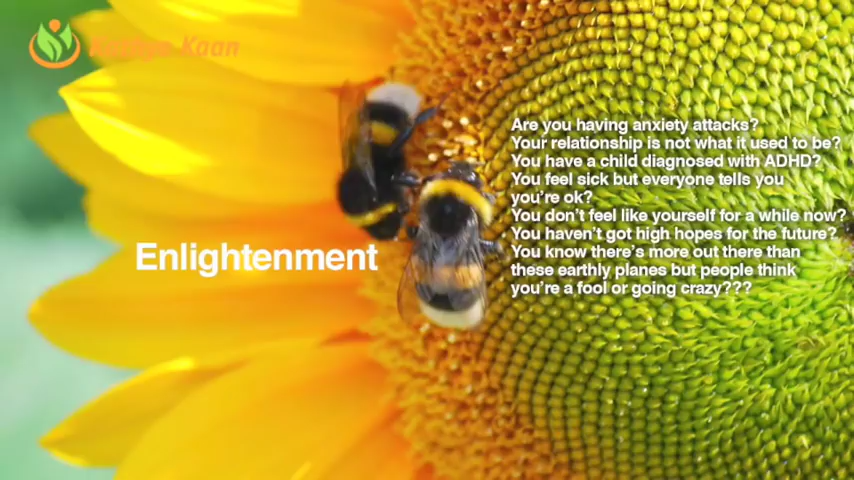 Kaan
Enlightenment
Are you having anxiety attacks?
Your relationship is not what it used to be?
You have a child diagnosed with ADHD?
You feel sick but everyone tells you
you're ok?
You don't feel like yourself for a while now?
You haven't got high hopes for the future?
You know there's more out there than
these earthly planes but people think
you're a fool or going crazy???